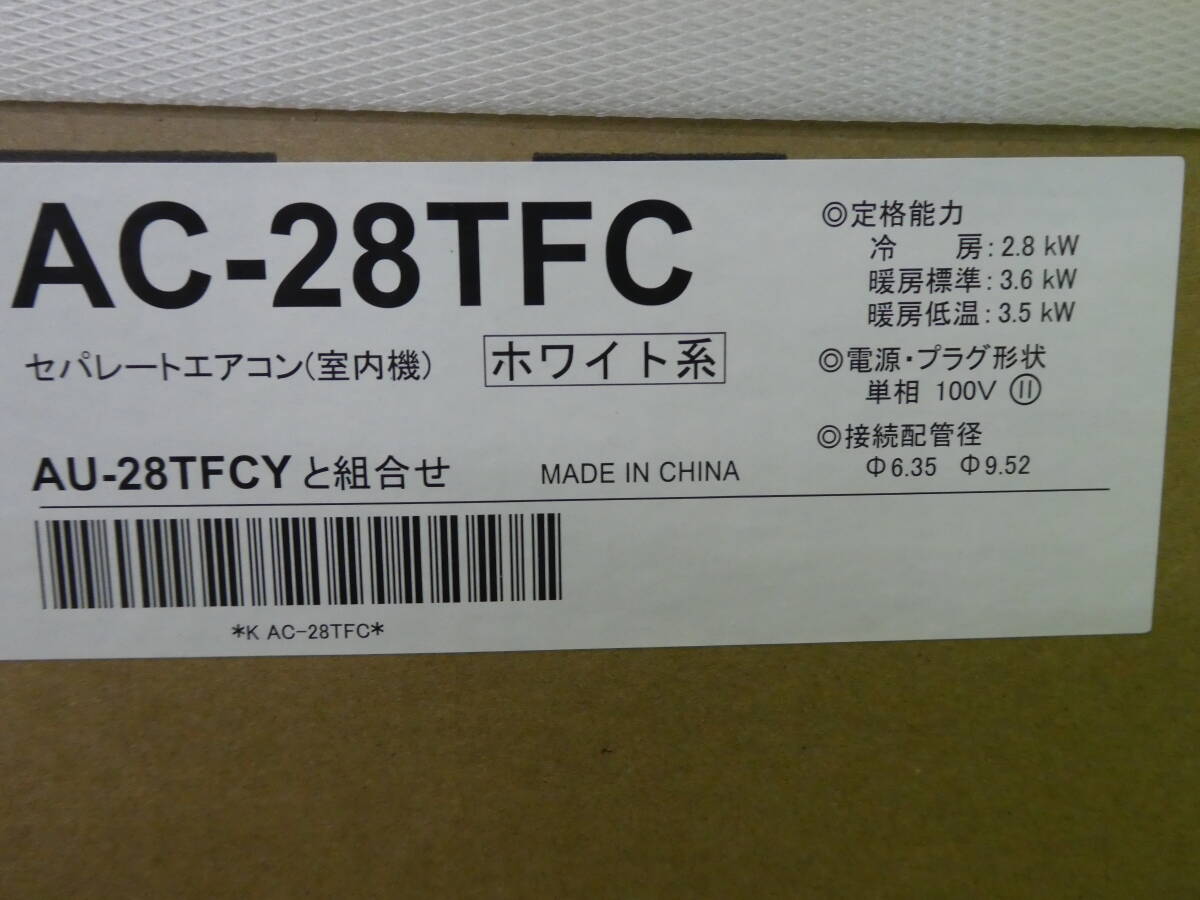 AC-28TFC
セパレートエアコン(室内機) ホワイト系
AU-28TFCYと組合せ MADE IN CHINA
*K AC-28TFC*
◎定格能力
冷 房:2.8 kW
暖房標準:3.6 kW
暖房低温:3.5 kW
◎電源・プラグ形状
単相 100V
◎接続配管径
Φ6.35 Φ9.52